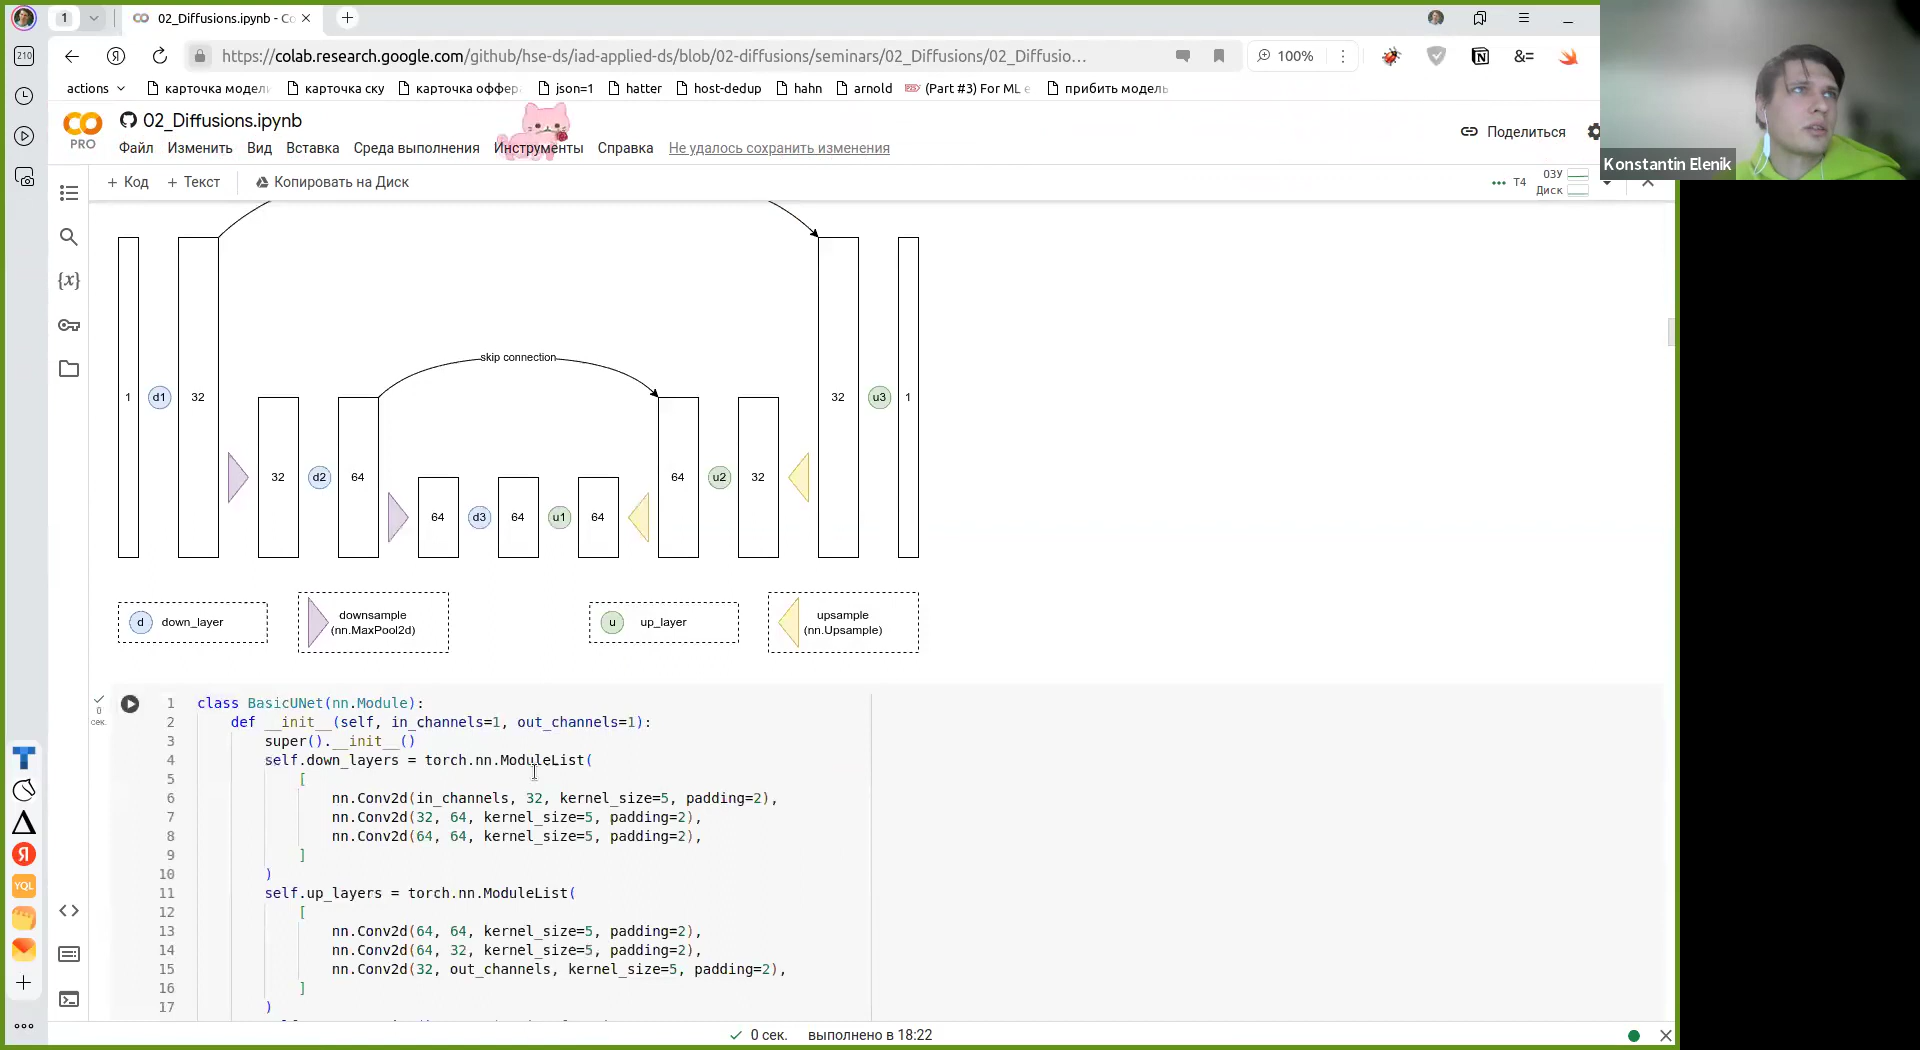 1
02_Diffusions.ipynb - Co
210
https://colab.research.google.com/github/hse-ds/iad-applied-ds/blob/02-diffusions/seminars/02_Diffusions/02_Diffusio...
100%
actions
карточка модел
карточка ску
карточка оффер
json=1
hatter
host-dedup
hahn
arnold
(Part #3) For ML e
прибить модель
CO
PRO
02_Diffusions.ipynb
Поделиться
Файл
Изменить
Вид
Вставка
Среда выполнения
Инструменты
Справка
Не удалось сохранить изменения
Konstantin Elenik
+ Код
+ Текст
Копировать на Диск
T4
ОЗУ
Диск
skip connection
1
d1
32
32
d2
64
64
d3
64
u1
64
64
u2
32
32
u3
1
d
down_layer
downsample
(nn.MaxPool2d)
u
up_layer
upsample
(nn.Upsample)
0
сек.
1 class BasicUNet(nn.Module):
2 def __init__(self, in_channels=1, out_channels=1):
3 super().__init__()
4 self.down_layers = torch.nn.ModuleList(
5 [
6 nn.Conv2d(in_channels, 32, kernel_size=5, padding=2),
7 nn.Conv2d(32, 64, kernel_size=5, padding=2),
8 nn.Conv2d(64, 64, kernel_size=5, padding=2),
9 ]
10 )
11 self.up_layers = torch.nn.ModuleList(
12 [
13 nn.Conv2d(64, 64, kernel_size=5, padding=2),
14 nn.Conv2d(64, 32, kernel_size=5, padding=2),
15 nn.Conv2d(32, out_channels, kernel_size=5, padding=2),
16 ]
17 )
YQL
0 сек.
выполнено в 18:22